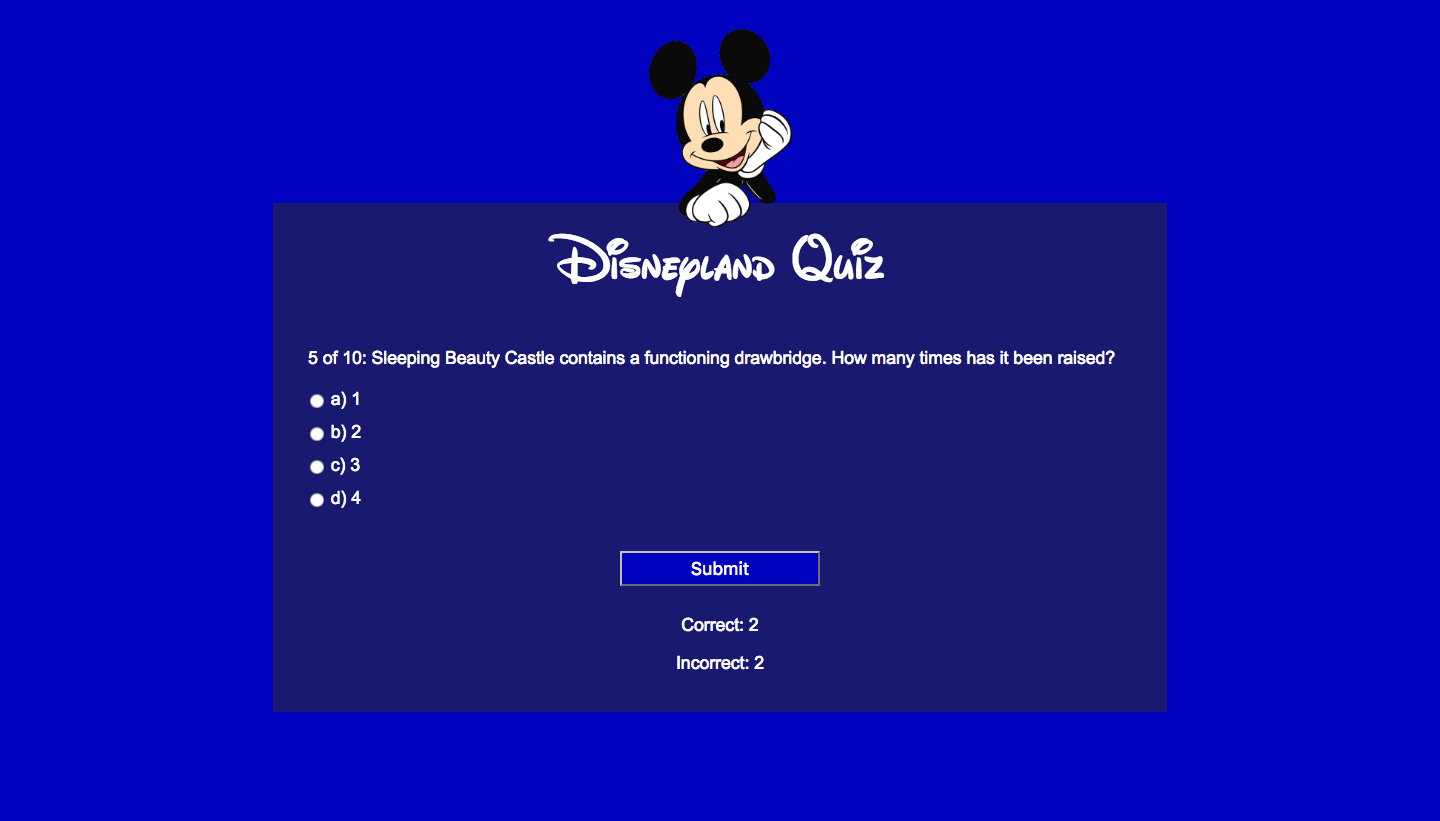 Disneyland Quiz
5 of 10: Sleeping Beauty Castle contains a functioning drawbridge. How many times has it been raised?
a) 1
b) 2
c) 3
d) 4
Submit
Correct: 2
Incorrect: 2